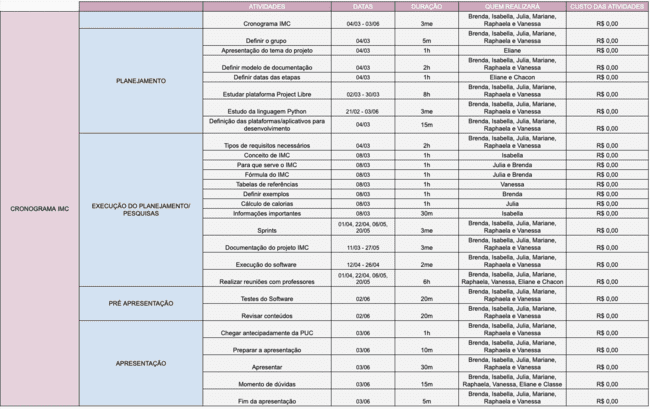 ATIVIDADES DATAS DURAÇÃO QUEM REALIZARÁ CUSTO DAS ATIVIDADES
CRONOGRAMA IMC
Cronograma IMC 04/03 - 03/06 3me Brenda, Isabella, Julia, Mariane, Raphaela e Vanessa R$ 0,00
PLANEJAMENTO
Definir o grupo 04/03 5m Brenda, Isabella, Julia, Mariane, Raphaela e Vanessa R$ 0,00
Apresentação do tema do projeto 04/03 1h Eliane R$ 0,00
Definir modelo de documentação 04/03 2h Brenda, Isabella, Julia, Mariane, Raphaela e Vanessa R$ 0,00
Definir datas das etapas 04/03 1h Eliane e Chacon R$ 0,00
Estudar plataforma Project Libre 02/03 - 30/03 8h Brenda, Isabella, Julia, Mariane, Raphaela e Vanessa R$ 0,00
Estudo da linguagem Python 21/02 - 03/06 3me Brenda, Isabella, Julia, Mariane, Raphaela e Vanessa R$ 0,00
Definição das plataformas/aplicativos para desenvolvimento 04/03 15m Brenda, Isabella, Julia, Mariane, Raphaela e Vanessa R$ 0,00
EXECUÇÃO DO PLANEJAMENTO/
PESQUISAS
Tipos de requisitos necessários 04/03 2h Brenda, Isabella, Julia, Mariane, Raphaela e Vanessa R$ 0,00
Conceito de IMC 08/03 1h Isabella R$ 0,00
Para que serve o IMC 08/03 1h Julia e Brenda R$ 0,00
Fórmula do IMC 08/03 1h Julia e Brenda R$ 0,00
Tabelas de referências 08/03 1h Vanessa R$ 0,00
Definir exemplos 08/03 1h Brenda R$ 0,00
Cálculo de calorias 08/03 1h Julia R$ 0,00
Informações importantes 08/03 30m Isabella R$ 0,00
Sprints 01/04, 22/04, 06/05, 20/05 3me Brenda, Isabella, Julia, Mariane, Raphaela e Vanessa R$ 0,00
Documentação do projeto IMC 11/03 - 27/05 3me Brenda, Isabella, Julia, Mariane, Raphaela e Vanessa R$ 0,00
Execução do software 12/04 - 26/04 2me Brenda, Isabella, Julia, Mariane, Raphaela e Vanessa R$ 0,00
Realizar reuniões com professores 01/04, 22/04, 06/05, 20/05 6h Brenda, Isabella, Julia, Mariane, Raphaela, Vanessa, Eliane e Chacon R$ 0,00
PRÉ APRESENTAÇÃO
Testes do Software 02/06 20m Brenda, Isabella, Julia, Mariane, Raphaela e Vanessa R$ 0,00
Revisar conteúdos 02/06 20m Brenda, Isabella, Julia, Mariane, Raphaela e Vanessa R$ 0,00
APRESENTAÇÃO
Chegar antecipadamente da PUC 03/06 1h Brenda, Isabella, Julia, Mariane, Raphaela e Vanessa R$ 0,00
Preparar a apresentação 03/06 10m Brenda, Isabella, Julia, Mariane, Raphaela e Vanessa R$ 0,00
Apresentar 03/06 30m Brenda, Isabella, Julia, Mariane, Raphaela e Vanessa R$ 0,00
Momento de dúvidas 03/06 15m Brenda, Isabella, Julia, Mariane, Raphaela, Vanessa, Eliane e Classe R$ 0,00
Fim da apresentação 03/06 5m Brenda, Isabella, Julia, Mariane, Raphaela e Vanessa R$ 0,00